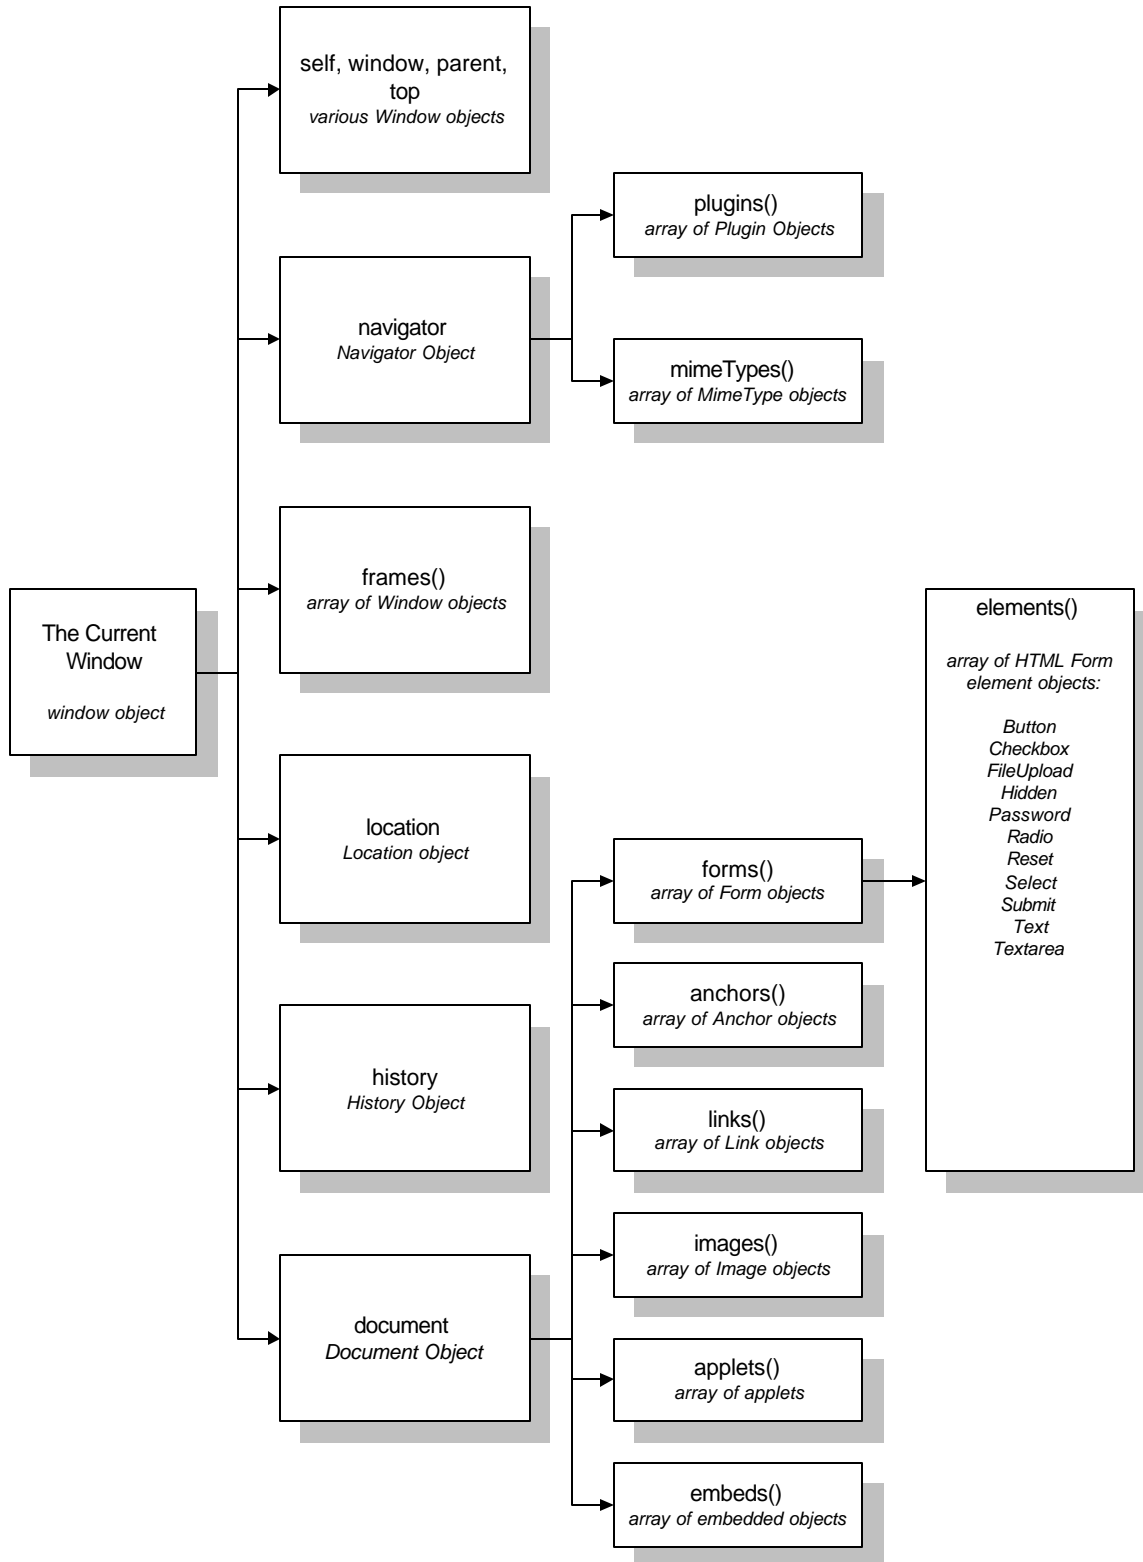 self, window, parent,
top
various Window objects
plugins()
array of Plugin Objects
navigator
Navigator Object
mimeTypes()
array of MimeType objects
frames()
array of Window objects
The Current
Window
window object
elements()
array of HTML Form
element objects:
Button
Checkbox
FileUpload
Hidden
Password
Radio
Reset
Select
Submit
Text
Textarea
location
Location object
forms()
array of Form objects
anchors()
array of Anchor objects
history
History Object
links()
array of Link objects
images()
array of Image objects
document
Document Object
applets()
array of applets
embeds()
array of embedded objects